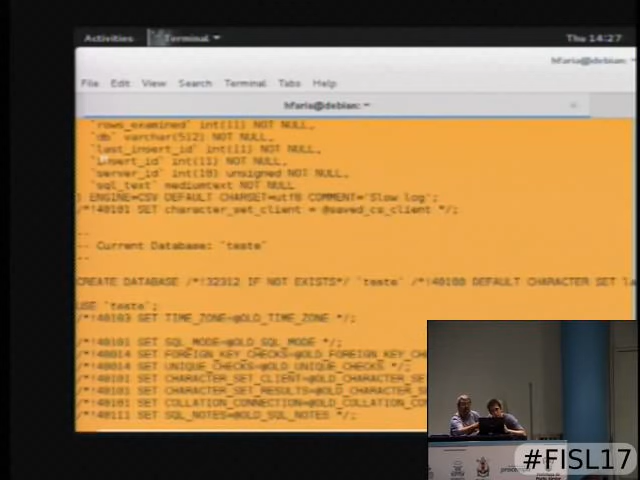 Activities Terminal Thu 14:27
hfaria@debian:
File Edit View Search Terminal Tabs Help
hfaria@debian: ~
`rows_examined` int(11) NOT NULL,
`db` varchar(512) NOT NULL,
`last_insert_id` int(11) NOT NULL,
`insert_id` int(11) NOT NULL,
`server_id` int(10) unsigned NOT NULL,
`sql_text` mediumtext NOT NULL
) ENGINE=CSV DEFAULT CHARSET=utf8 COMMENT='Slow log';
/*!40101 SET character_set_client = @saved_cs_client */;
--
-- Current Database: `teste`
--
CREATE DATABASE /*!32312 IF NOT EXISTS*/ `teste` /*!40100 DEFAULT CHARACTER SET la
USE `teste`;
/*!40103 SET TIME_ZONE=@OLD_TIME_ZONE */;
/*!40101 SET SQL_MODE=@OLD_SQL_MODE */;
/*!40014 SET FOREIGN_KEY_CHECKS=@OLD_FOREIGN_KEY_CH
/*!40014 SET UNIQUE_CHECKS=@OLD_UNIQUE_CHECKS */;
/*!40101 SET CHARACTER_SET_CLIENT=@OLD_CHARACTER_SE
/*!40101 SET CHARACTER_SET_RESULTS=@OLD_CHARACTER_S
/*!40101 SET COLLATION_CONNECTION=@OLD_COLLATION_CO
/*!40111 SET SQL_NOTES=@OLD_SQL_NOTES */;
#FISL17